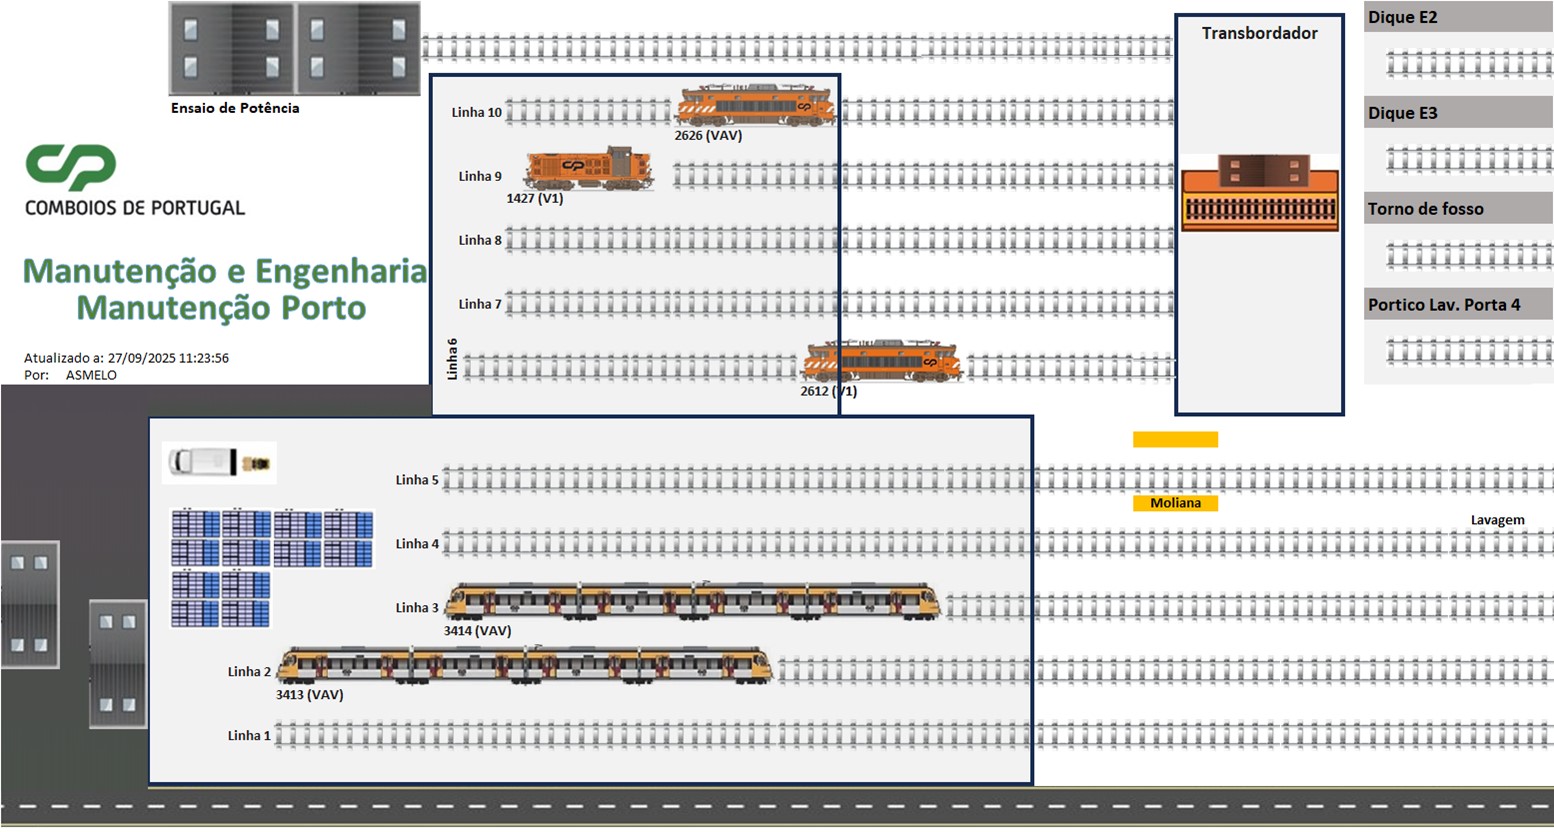 Ensaio de Potência
COMBOIOS DE PORTUGAL
Manutenção e Engenharia
Manutenção Porto
Atualizado a: 27/09/2025 11:23:56
Por: ASMELO
Linha 10
2626 (VAV)
Linha 9
1427 (V1)
Linha 8
Linha 7
Linha 6
2612 (V1)
Transbordador
Dique E2
Dique E3
Torno de fosso
Portico Lav. Porta 4
Linha 5
Moliana
Lavagem
Linha 4
Linha 3
3414 (VAV)
Linha 2
3413 (VAV)
Linha 1